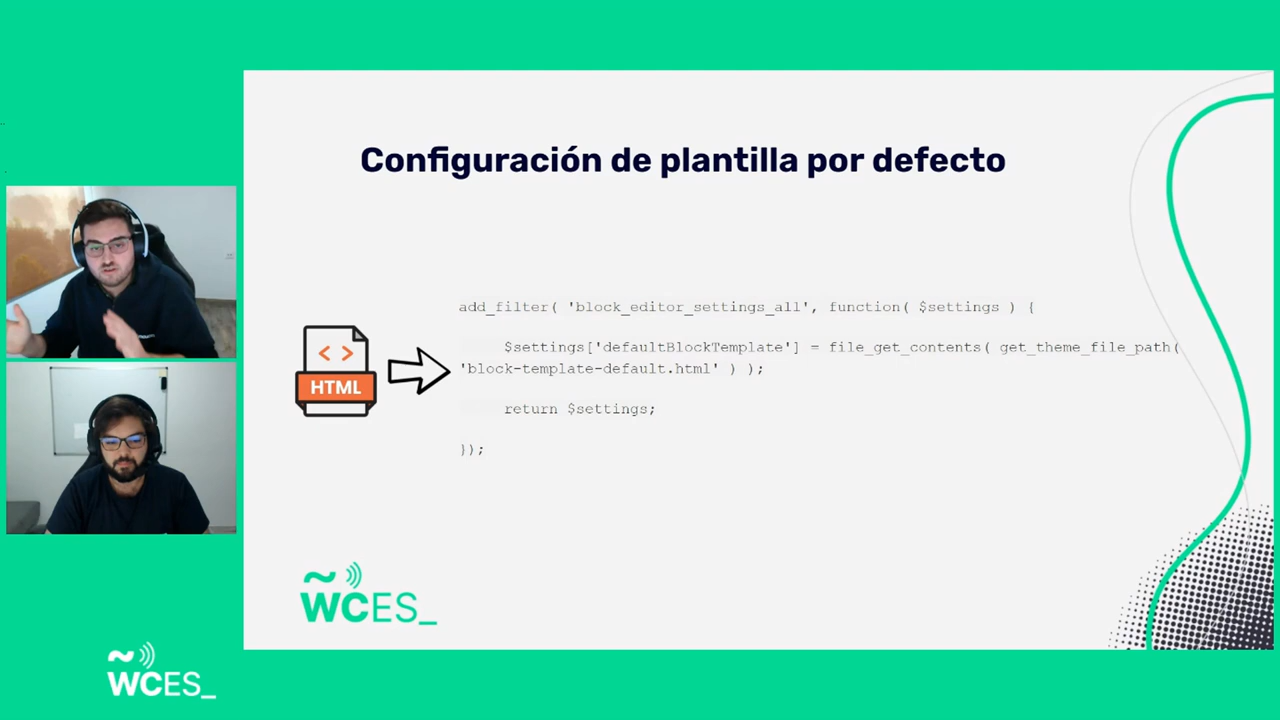 Configuración de plantilla por defecto
add_filter( 'block_editor_settings_all', function( $settings ) {
$settings['defaultBlockTemplate'] = file_get_contents( get_theme_file_path(
'block-template-default.html' ) );
return $settings;
});
< >
HTML
~
WCES_
~
WCES_